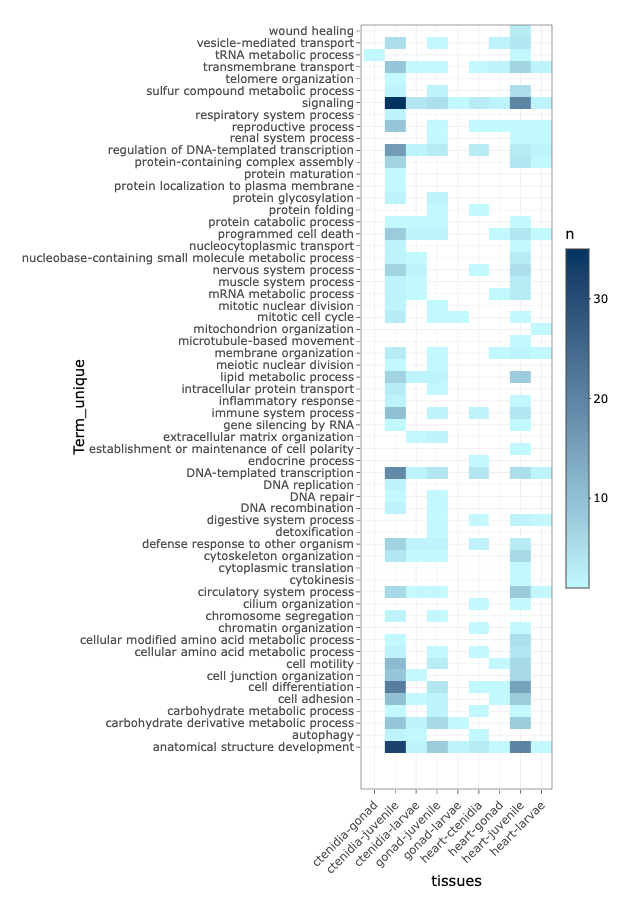 wound healing
vesicle-mediated transport
tRNA metabolic process
transmembrane transport
telomere organization
sulfur compound metabolic process
signaling
respiratory system process
reproductive process
renal system process
regulation of DNA-templated transcription
protein-containing complex assembly
protein maturation
protein localization to plasma membrane
protein glycosylation
protein folding
protein catabolic process
programmed cell death
nucleocytoplasmic transport
nucleobase-containing small molecule metabolic process
nervous system process
muscle system process
mRNA metabolic process
mitotic nuclear division
mitotic cell cycle
mitochondrion organization
microtubule-based movement
membrane organization
meiotic nuclear division
lipid metabolic process
intracellular protein transport
inflammatory response
immune system process
gene silencing by RNA
extracellular matrix organization
establishment or maintenance of cell polarity
endocrine process
DNA-templated transcription
DNA replication
DNA repair
DNA recombination
digestive system process
detoxification
defense response to other organism
cytoskeleton organization
cytoplasmic translation
cytokinesis
circulatory system process
cilium organization
chromosome segregation
chromatin organization
cellular modified amino acid metabolic process
cellular amino acid metabolic process
cell motility
cell junction organization
cell differentiation
cell adhesion
carbohydrate metabolic process
carbohydrate derivative metabolic process
autophagy
anatomical structure development
Term_unique
ctenidia-gonad
ctenidia-juvenile
ctenidia-larvae
gonad-juvenile
gonad-larvae
heart-ctenidia
heart-gonad
heart-juvenile
heart-larvae
tissues
n
30
20
10